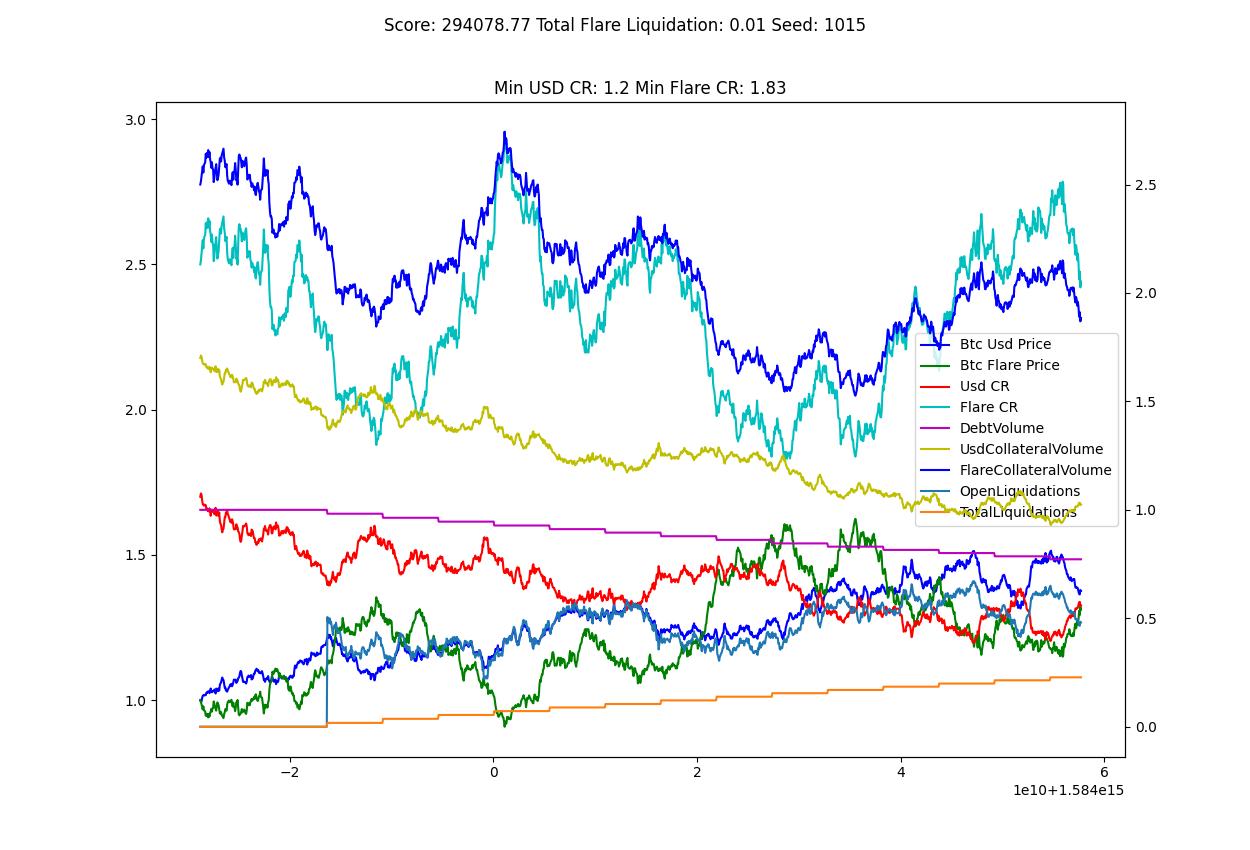 Score: 294078.77 Total Flare Liquidation: 0.01 Seed: 1015
Min USD CR: 1.2 Min Flare CR: 1.83
3.0
2.5
2.0
1.5
1.0
2.5
2.0
1.5
1.0
0.5
0.0
Btc Usd Price
Btc Flare Price
Usd CR
Flare CR
DebtVolume
UsdCollateralVolume
FlareCollateralVolume
OpenLiquidations
TotalLiquidations
−2 0 2 4 6
1e10+1.584e15